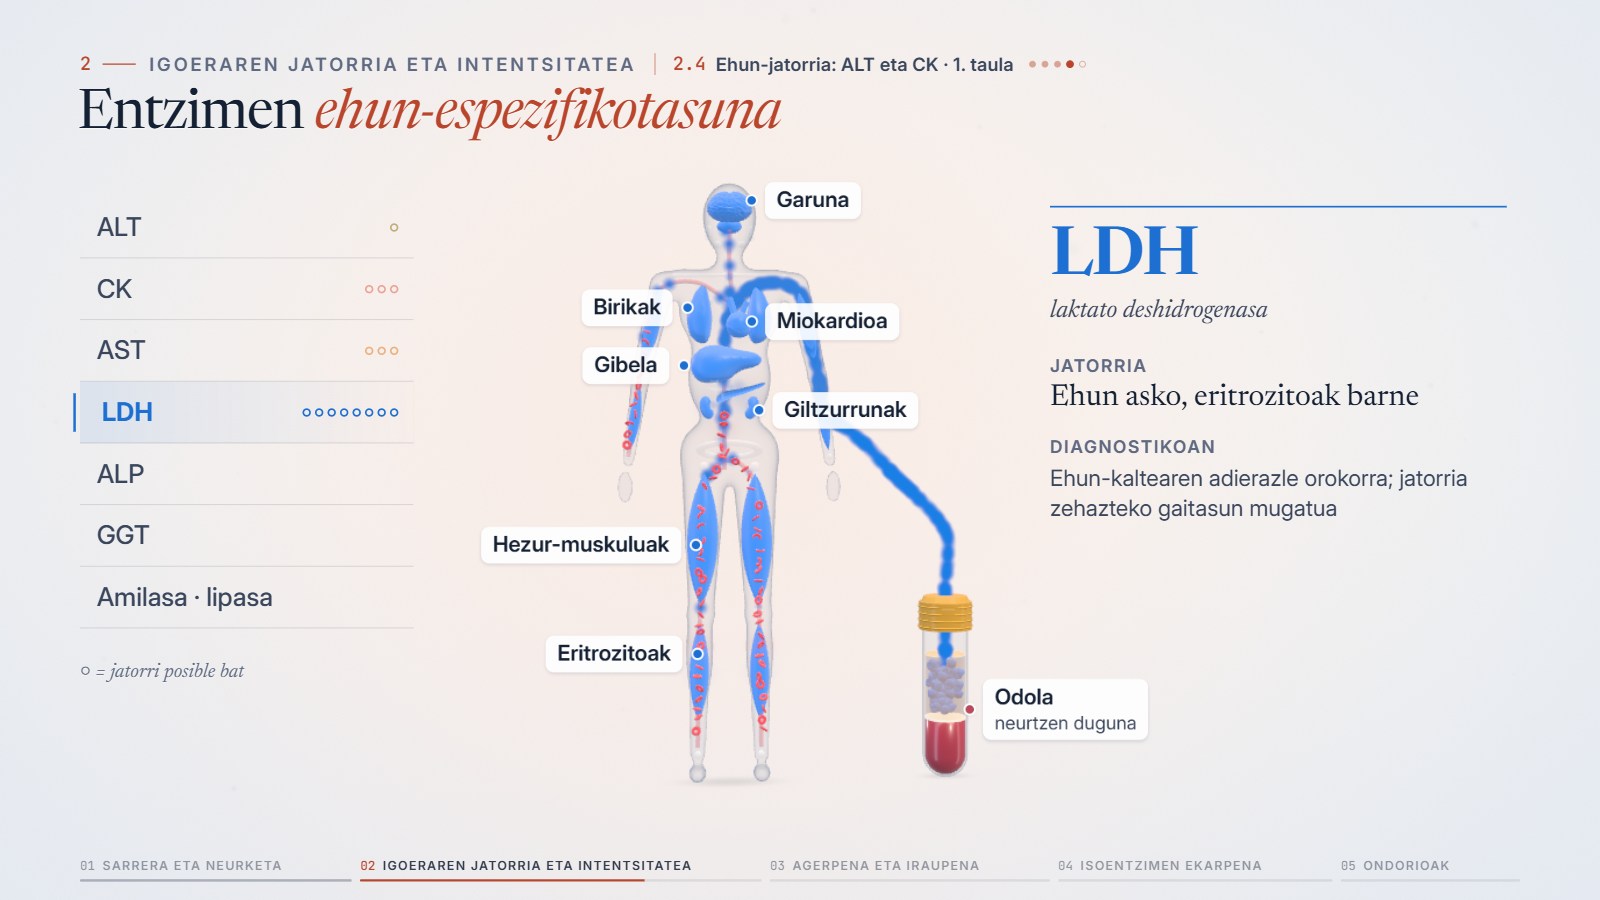 2 — IGOERAREN JATORRIA ETA INTENTSITATEA | 2.4 Ehun-jatorria: ALT eta CK · 1. taula
Entzimen ehun-espezifikotasuna
ALT
CK
AST
LDH
ALP
GGT
Amilasa · lipasa
○ = jatorri posible bat
Garuna
Birikak
Miokardioa
Gibela
Giltzurrunak
Hezur-muskuluak
Eritrozitoak
Odola
neurtzen duguna
LDH
laktato deshidrogenasa
JATORRIA
Ehun asko, eritrozitoak barne
DIAGNOSTIKOAN
Ehun-kaltearen adierazle orokorra; jatorria
zehazteko gaitasun mugatua
01 SARRERA ETA NEURKETA
02 IGOERAREN JATORRIA ETA INTENTSITATEA
03 AGERPENA ETA IRAUPENA
04 ISOENTZIMEN EKARPENA
05 ONDORIOAK